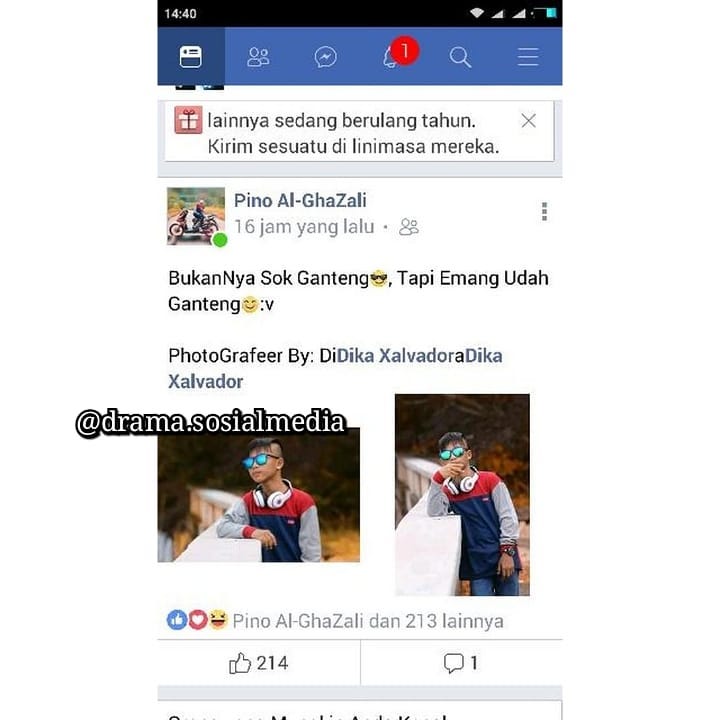 14:40
1
lainnya sedang berulang tahun.
Kirim sesuatu di linimasa mereka.
Pino Al-GhaZali
16 jam yang lalu ·
BukanNya Sok Ganteng😎, Tapi Emang Udah
Ganteng😊:v
PhotoGrafeer By: DiDika XalvadoraDika
Xalvador
@drama.sosialmedia
Pino Al-GhaZali dan 213 lainnya
214
1